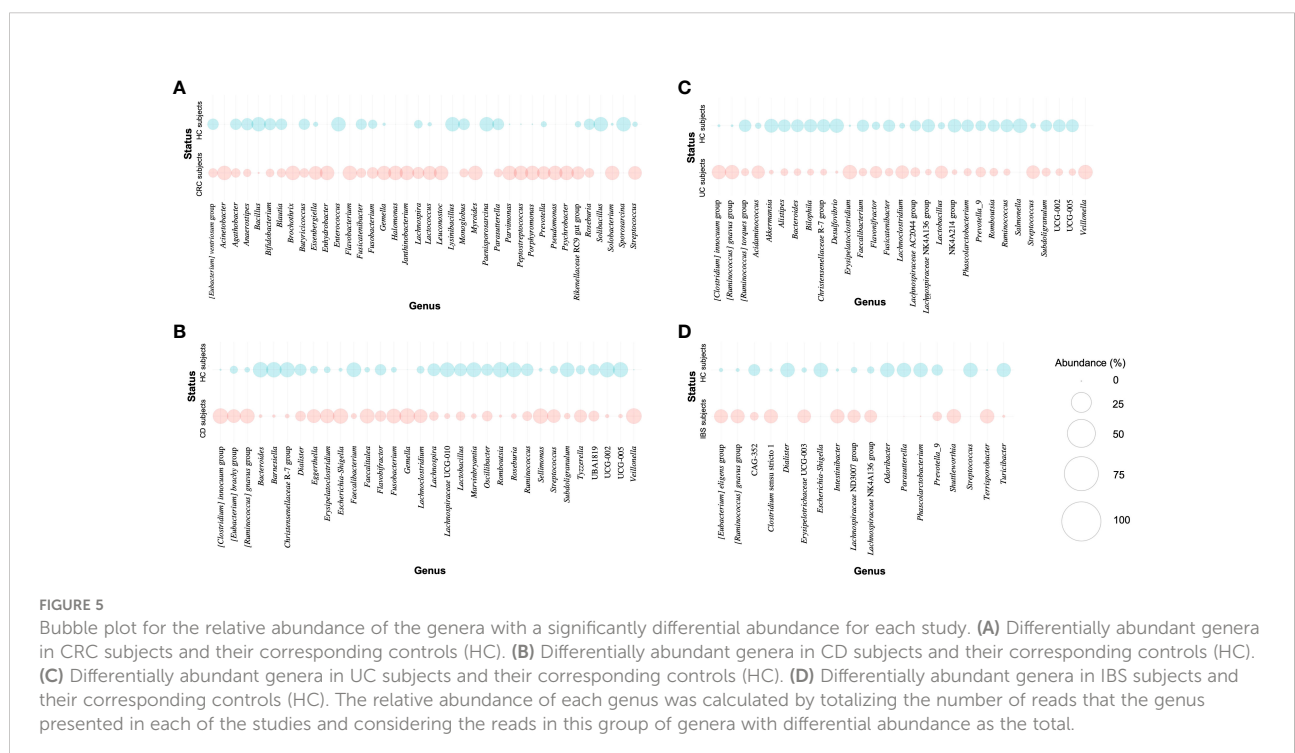 A
Status
HC subjects
CRC subjects
[Eubacterium] ventriosum group
Acinetobacter
Agathobacter
Anaerostipes
Bacillus
Bifidobacterium
Blautia
Brochothrix
Butyricicoccus
Eisenbergiella
Enhydrobacter
Enterococcus
Flavobacterium
Fusicatenibacter
Fusobacterium
Gemella
Halomonas
Janthinobacterium
Lachnospira
Lactococcus
Leuconostoc
Lysinibacillus
Monoglobus
Myroides
Paenisporosarcina
Parasutterella
Parvimonas
Peptostreptococcus
Porphyromonas
Prevotella
Pseudomonas
Psychrobacter
Rikenellaceae RC9 gut group
Roseburia
Solibacillus
Solobacterium
Sporosarcina
Streptococcus
Genus
C
Status
HC subjects
UC subjects
[Clostridium] innocuum group
[Ruminococcus] gnavus group
[Ruminococcus] torques group
Acidaminococcus
Akkermansia
Alistipes
Bacteroides
Bilophila
Christensenellaceae R-7 group
Desulfovibrio
Erysipelatoclostridium
Faecalibacterium
Flavonifractor
Fusicatenibacter
Lachnoclostridium
Lachnospiraceae AC2044 group
Lachnospiraceae NK4A136 group
Lactobacillus
NK4A214 group
Phascolarctobacterium
Prevotella_9
Romboutsia
Ruminococcus
Salmonella
Streptococcus
Subdoligranulum
UCG-002
UCG-005
Veillonella
Genus
B
Status
HC subjects
CD subjects
[Clostridium] innocuum group
[Eubacterium] brachy group
[Ruminococcus] gnavus group
Bacteroides
Barnesiella
Christensenellaceae R-7 group
Dialister
Eggerthella
Erysipelatoclostridium
Escherichia-Shigella
Faecalibacterium
Faecalitalea
Flavobifractor
Fusobacterium
Gemella
Lachnoclostridium
Lachnospira
Lachnospiraceae UCG-010
Lactobacillus
Marvinbryantia
Oscillibacter
Romboutsia
Roseburia
Ruminococcus
Sellimonas
Streptococcus
Subdoligranulum
Tyzzerella
UBA1819
UCG-002
UCG-005
Veillonella
Genus
D
Status
HC subjects
IBS subjects
[Eubacterium] eligens group
[Ruminococcus] gnavus group
CAG-352
Clostridium sensu stricto 1
Dialister
Erysipelotrichaceae UCG-003
Escherichia-Shigella
Intestinibacter
Lachnospiraceae ND3007 group
Lachnospiraceae NK4A136 group
Odoribacter
Parasutterella
Phascolarctobacterium
Prevotella_9
Shuttleworthia
Streptococcus
Terrisporobacter
Turicibacter
Genus
Abundance (%)
0
25
50
75
100
FIGURE 5
Bubble plot for the relative abundance of the genera with a significantly differential abundance for each study. (A) Differentially abundant genera
in CRC subjects and their corresponding controls (HC). (B) Differentially abundant genera in CD subjects and their corresponding controls (HC).
(C) Differentially abundant genera in UC subjects and their corresponding controls (HC). (D) Differentially abundant genera in IBS subjects and
their corresponding controls (HC). The relative abundance of each genus was calculated by totalizing the number of reads that the genus
presented in each of the studies and considering the reads in this group of genera with differential abundance as the total.